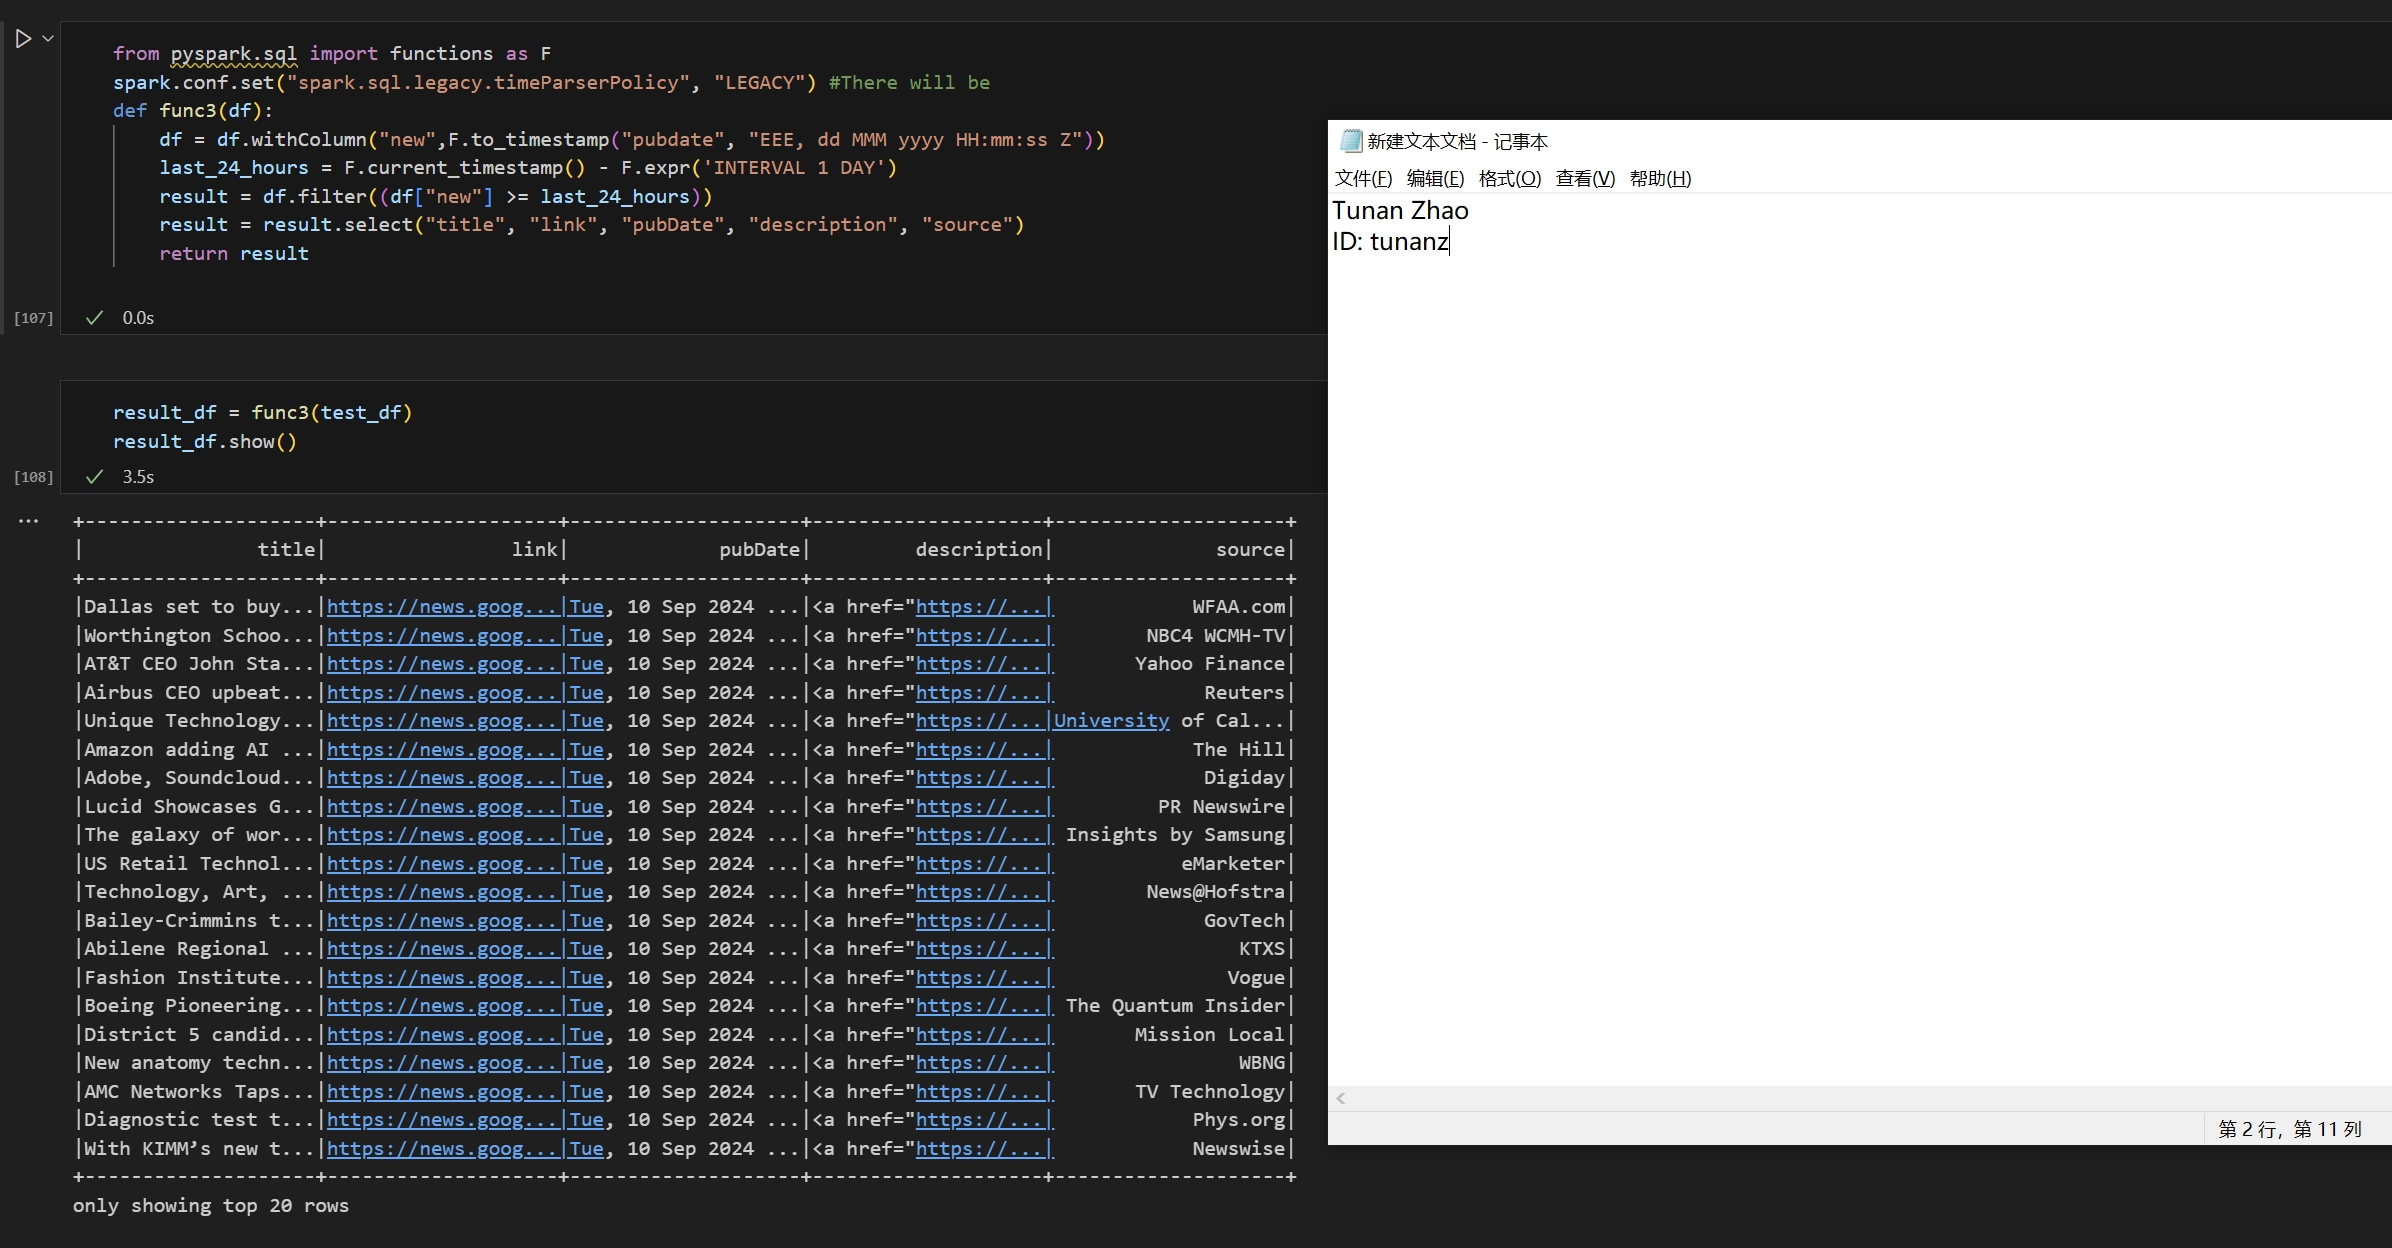 from pyspark.sql import functions as F
spark.conf.set("spark.sql.legacy.timeParserPolicy", "LEGACY") #There will be
def func3(df):
    df = df.withColumn("new",F.to_timestamp("pubdate", "EEE, dd MMM yyyy HH:mm:ss Z"))
    last_24_hours = F.current_timestamp() - F.expr('INTERVAL 1 DAY')
    result = df.filter((df["new"] >= last_24_hours))
    result = result.select("title", "link", "pubDate", "description", "source")
    return result
[107] 0.0s
result_df = func3(test_df)
result_df.show()
[108] 3.5s
...
+--------------------+--------------------+--------------------+--------------------+--------------------+
|               title|                link|             pubDate|         description|              source|
+--------------------+--------------------+--------------------+--------------------+--------------------+
|Dallas set to buy...|https://news.goog...|Tue, 10 Sep 2024 ...|<a href="https://...|            WFAA.com|
|Worthington Schoo...|https://news.goog...|Tue, 10 Sep 2024 ...|<a href="https://...|        NBC4 WCMH-TV|
|AT&T CEO John Sta...|https://news.goog...|Tue, 10 Sep 2024 ...|<a href="https://...|       Yahoo Finance|
|Airbus CEO upbeat...|https://news.goog...|Tue, 10 Sep 2024 ...|<a href="https://...|             Reuters|
|Unique Technology...|https://news.goog...|Tue, 10 Sep 2024 ...|<a href="https://...|University of Cal...|
|Amazon adding AI ...|https://news.goog...|Tue, 10 Sep 2024 ...|<a href="https://...|            The Hill|
|Adobe, Soundcloud...|https://news.goog...|Tue, 10 Sep 2024 ...|<a href="https://...|             Digiday|
|Lucid Showcases G...|https://news.goog...|Tue, 10 Sep 2024 ...|<a href="https://...|         PR Newswire|
|The galaxy of wor...|https://news.goog...|Tue, 10 Sep 2024 ...|<a href="https://...| Insights by Samsung|
|US Retail Technol...|https://news.goog...|Tue, 10 Sep 2024 ...|<a href="https://...|           eMarketer|
|Technology, Art, ...|https://news.goog...|Tue, 10 Sep 2024 ...|<a href="https://...|        News@Hofstra|
|Bailey-Crimmins t...|https://news.goog...|Tue, 10 Sep 2024 ...|<a href="https://...|             GovTech|
|Abilene Regional ...|https://news.goog...|Tue, 10 Sep 2024 ...|<a href="https://...|                KTXS|
|Fashion Institute...|https://news.goog...|Tue, 10 Sep 2024 ...|<a href="https://...|               Vogue|
|Boeing Pioneering...|https://news.goog...|Tue, 10 Sep 2024 ...|<a href="https://...| The Quantum Insider|
|District 5 candid...|https://news.goog...|Tue, 10 Sep 2024 ...|<a href="https://...|       Mission Local|
|New anatomy techn...|https://news.goog...|Tue, 10 Sep 2024 ...|<a href="https://...|                WBNG|
|AMC Networks Taps...|https://news.goog...|Tue, 10 Sep 2024 ...|<a href="https://...|       TV Technology|
|Diagnostic test t...|https://news.goog...|Tue, 10 Sep 2024 ...|<a href="https://...|            Phys.org|
|With KIMM’s new t...|https://news.goog...|Tue, 10 Sep 2024 ...|<a href="https://...|            Newswise|
+--------------------+--------------------+--------------------+--------------------+--------------------+
only showing top 20 rows
新建文本文档 - 记事本
文件(F) 编辑(E) 格式(O) 查看(V) 帮助(H)
Tunan Zhao
ID: tunanz
第 2 行，第 11 列